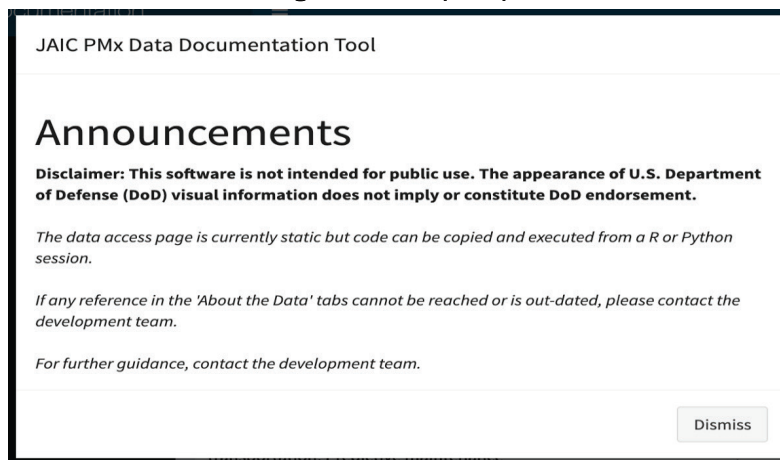 JAIC PMx Data Documentation Tool
Announcements
Disclaimer: This software is not intended for public use. The appearance of U.S. Department
of Defense (DoD) visual information does not imply or constitute DoD endorsement.
The data access page is currently static but code can be copied and executed from a R or Python
session.
If any reference in the 'About the Data' tabs cannot be reached or is out-dated, please contact the
development team.
For further guidance, contact the development team.
Dismiss